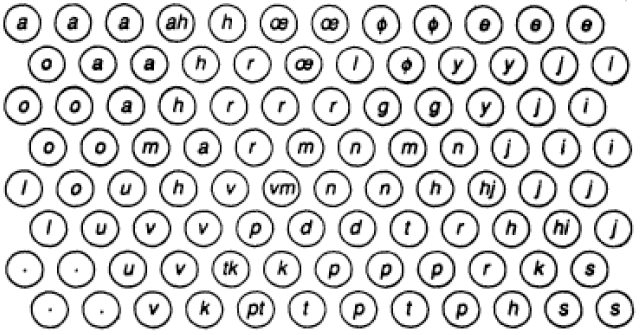 a a a ah h œ œ ϕ ϕ e e e
o a a h r œ l ϕ y y j l
o o a h r r r g g y j i
o o m a r m n m n j i i
l o u h v vm n n h hj j j
l u v v p d d t r h hi j
. . u v tk k p p p r k s
. . v k pt t p t p h s s